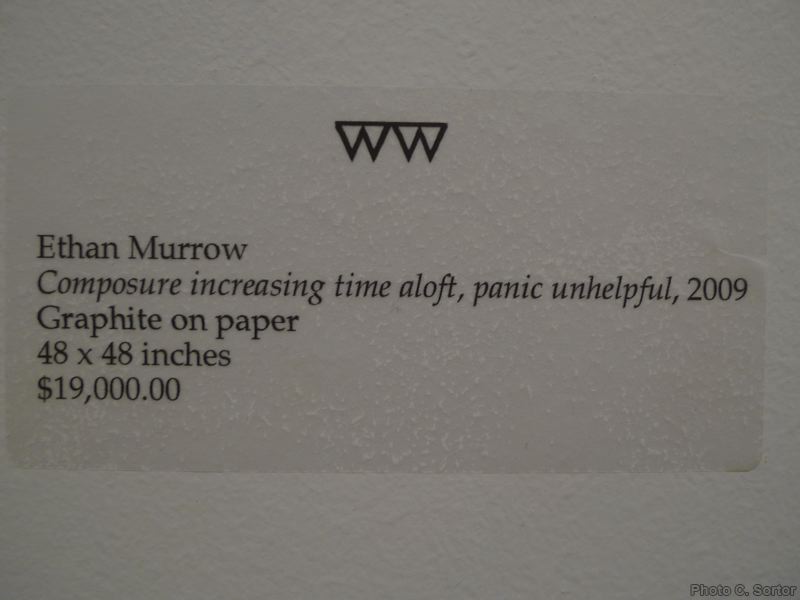 WW
Ethan Murrow
Composure increasing time aloft, panic unhelpful, 2009
Graphite on paper
48 x 48 inches
$19,000.00
Photo C. Sortor